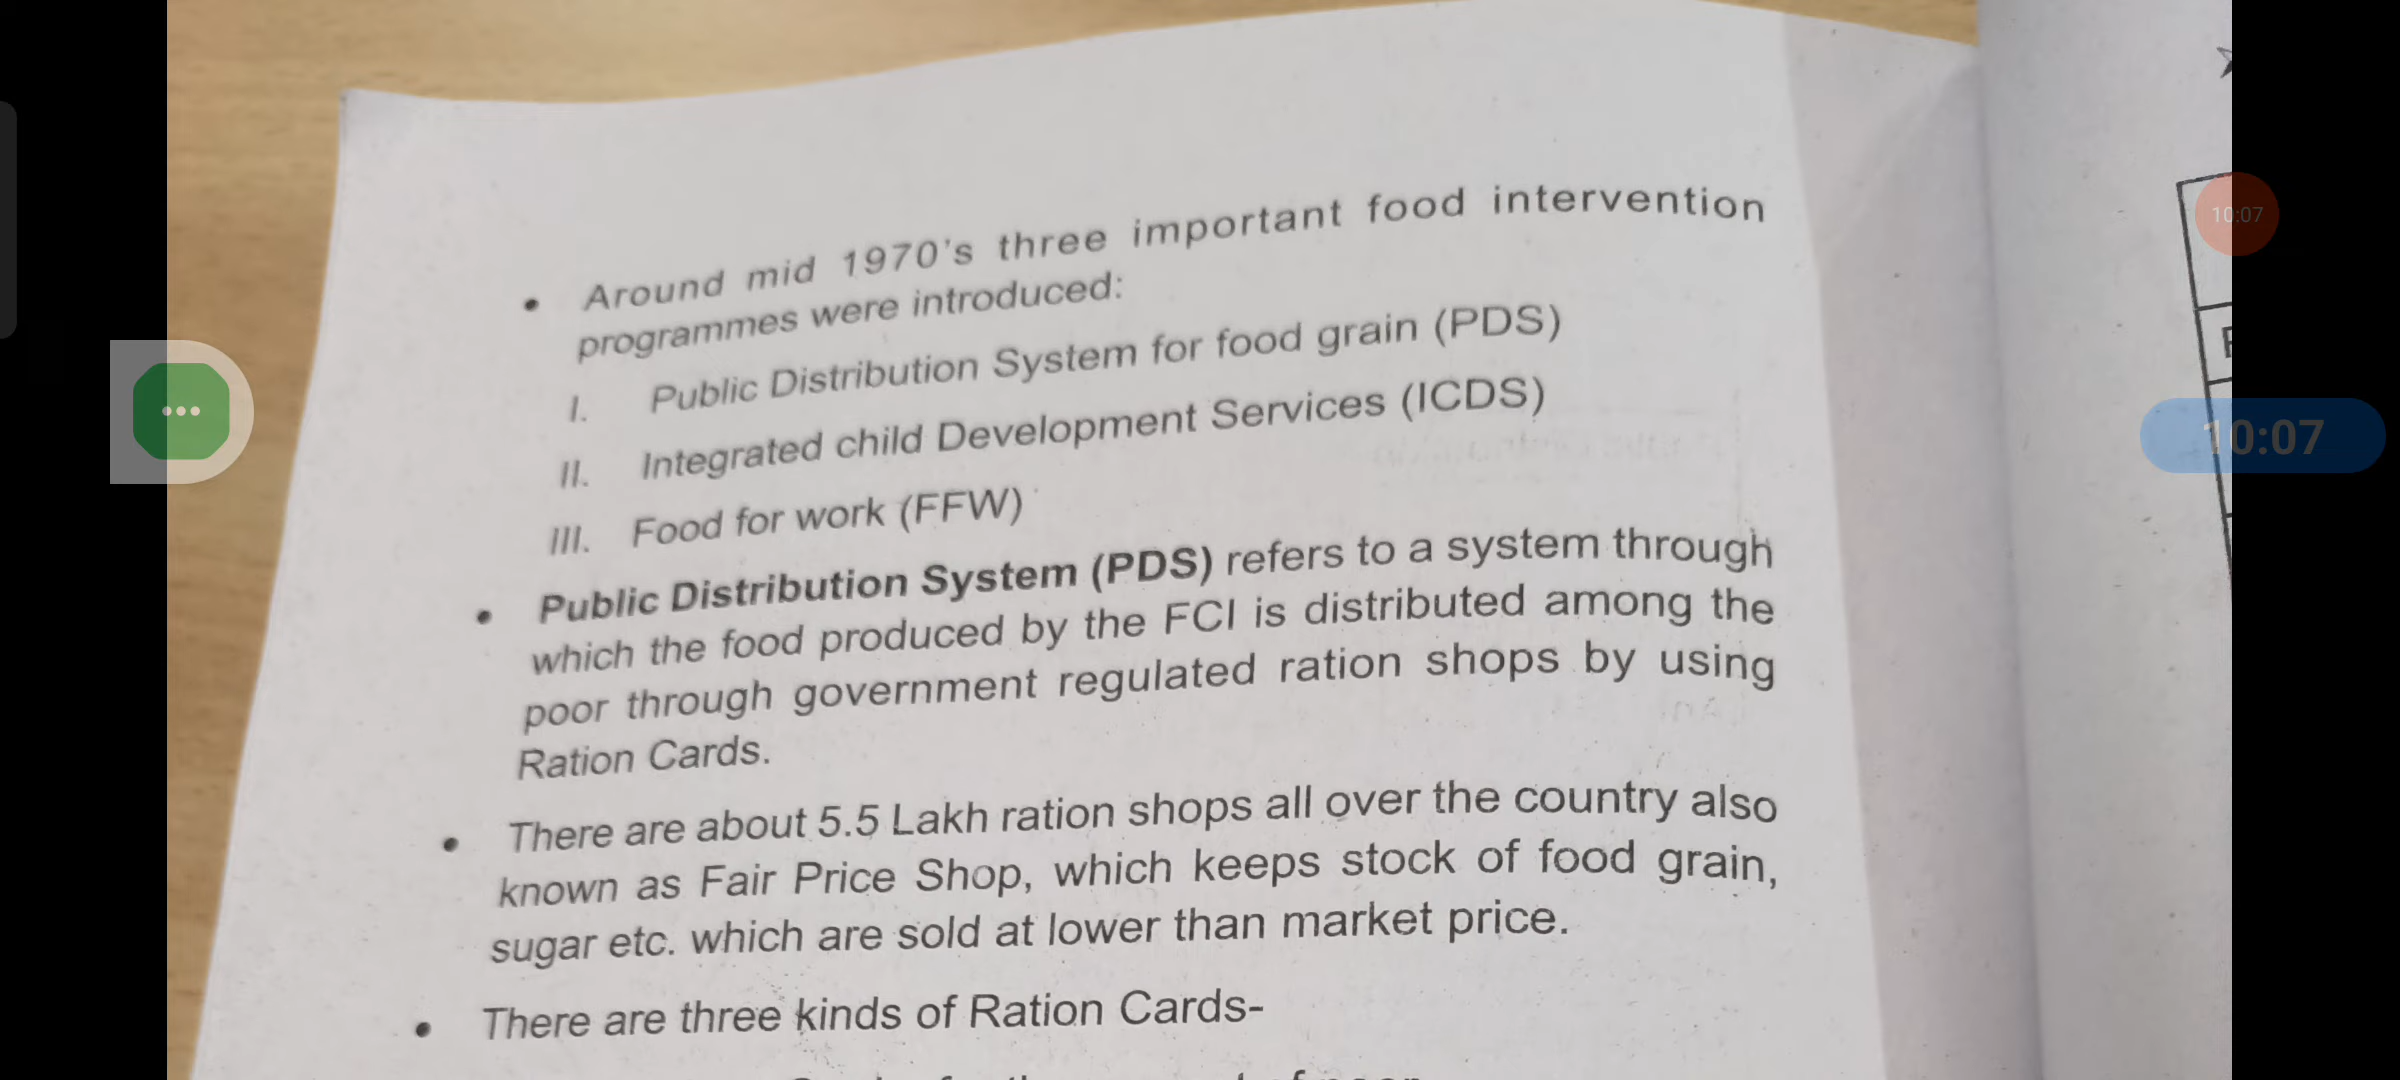 • Around mid 1970's three important food intervention
programmes were introduced:
I. Public Distribution System for food grain (PDS)
II. Integrated child Development Services (ICDS)
III. Food for work (FFW)
• Public Distribution System (PDS) refers to a system through
which the food produced by the FCI is distributed among the
poor through government regulated ration shops by using
Ration Cards.
• There are about 5.5 Lakh ration shops all over the country also
known as Fair Price Shop, which keeps stock of food grain,
sugar etc. which are sold at lower than market price.
• There are three kinds of Ration Cards-
10:07
10:07